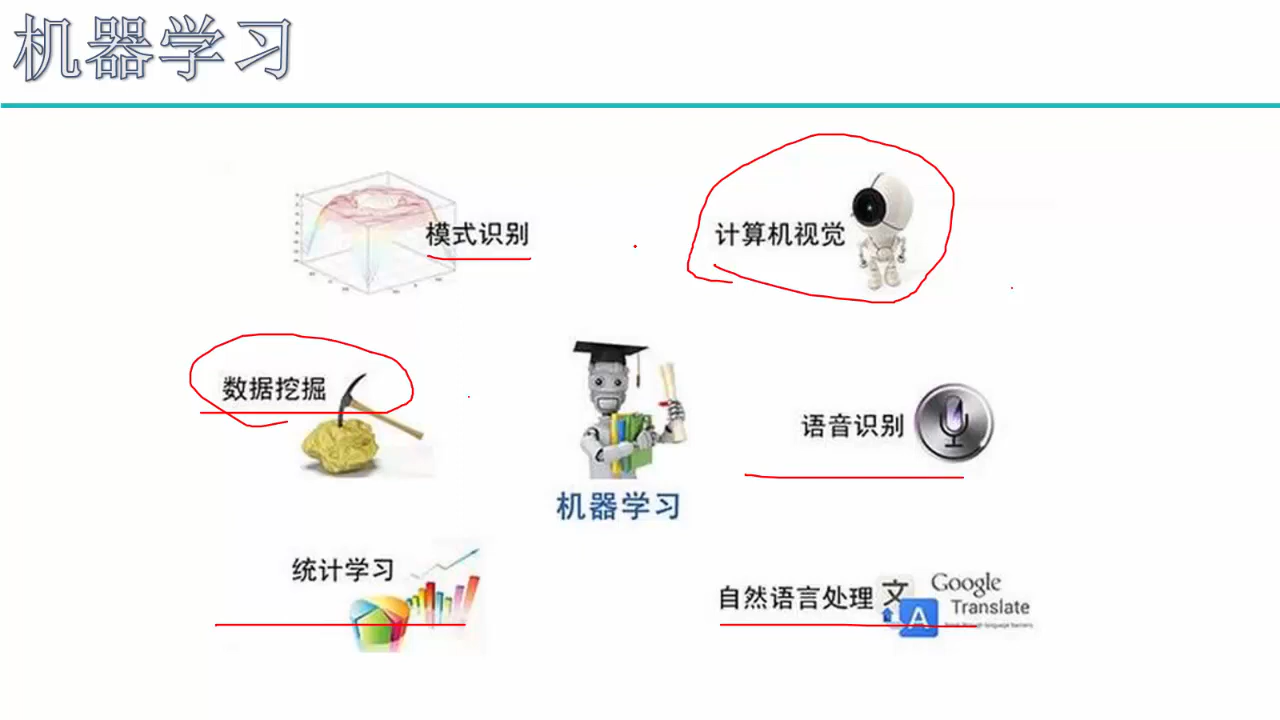 机器学习
模式识别
计算机视觉
数据挖掘
语音识别
机器学习
统计学习
自然语言处理
文
A
Google
Translate